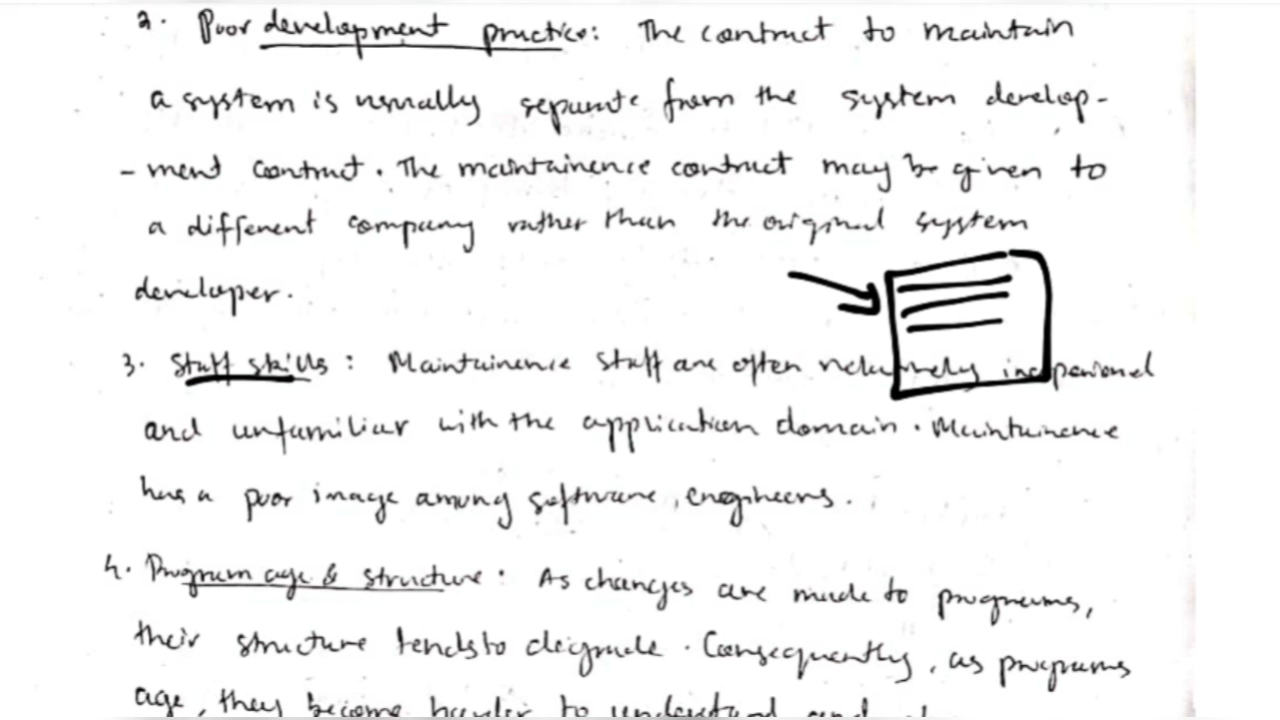 2. Poor development practice: The contract to maintain
a system is usually separate from the system develop-
- ment contract. The maintainence contract may be given to
a different company rather than the original system
developer.
3. Staff skills: Maintainence staff are often relatively
and unfamiliar with the application domain. Maintainence
has a poor image among software, engineers.
4. Program age & structure: As changes are made to programs,
their structure tends to degrade. Consequently, as programs
age, they become harder to understand and